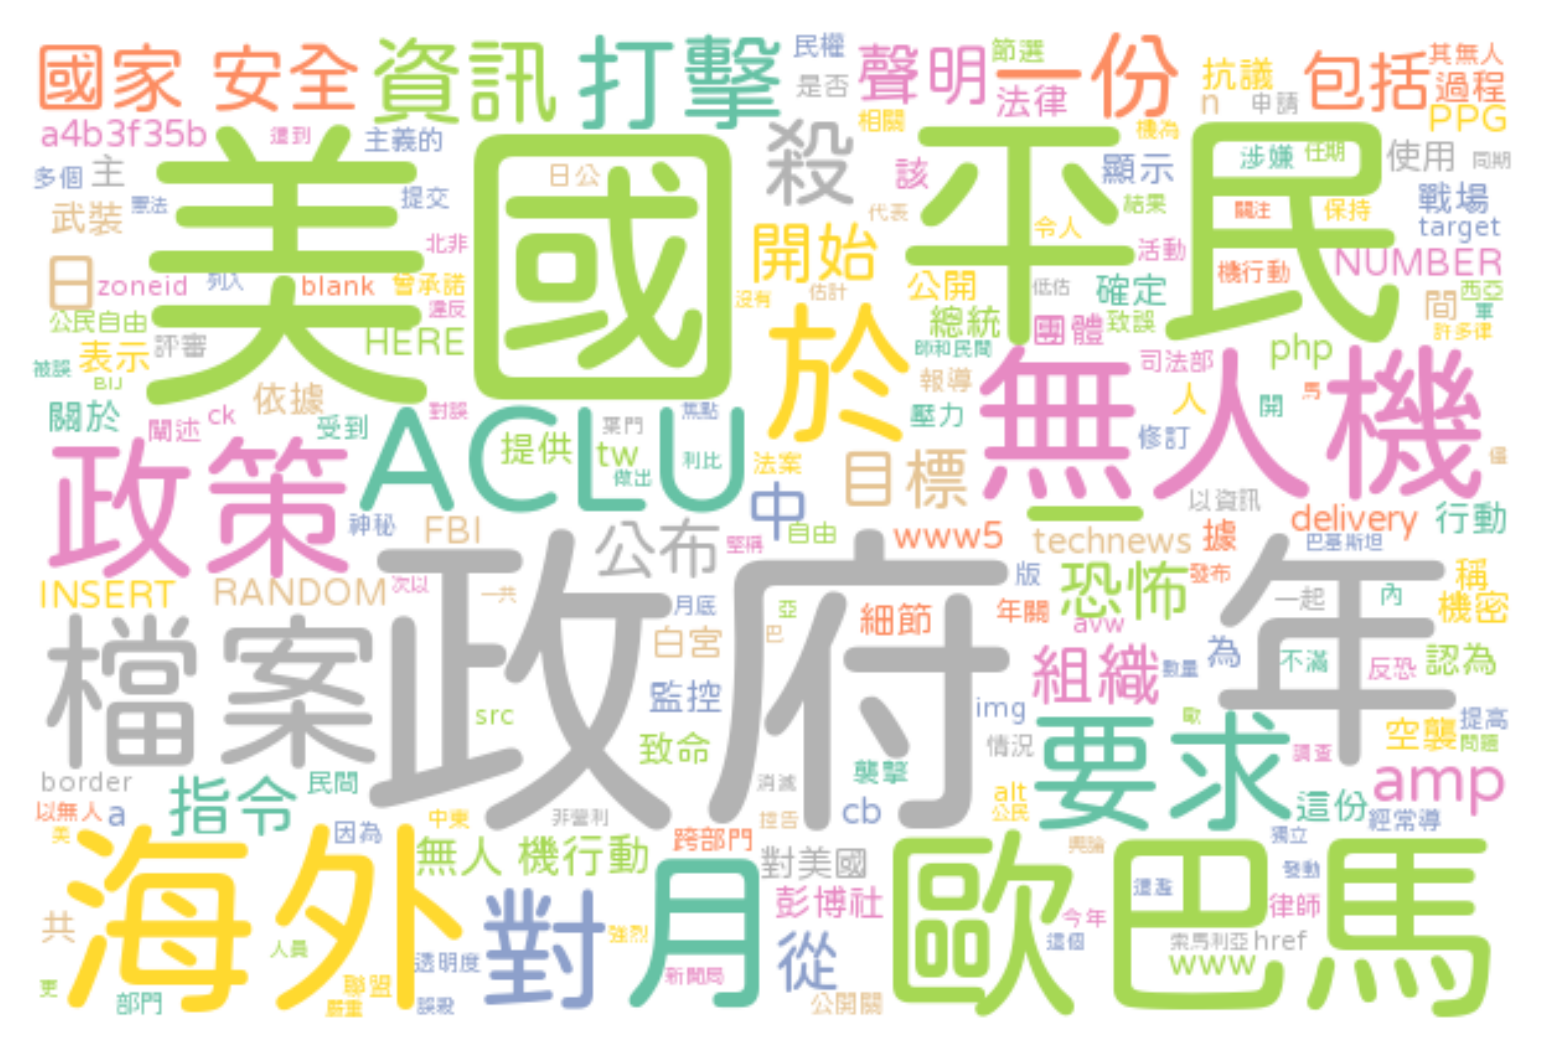 國家 安全 資訊 打擊 民權 聲明 節選 一份 抗議 包括 其無人
是否 法律 n 申請 過程
a4b3f35b 遭到 主義的 相關 機為 PPG
美國 日公 殺 平民 涉嫌 任期 使用 同期
多個 主 提交 該 顯示 戰場
武裝 憲法 代表 結果 關注 保持 target
北非 開始 令人 活動 NUMBER
日 zoneid 列入 blank 曾承諾 沒有 估計 公開 低估 確定 機行動 西亞
公民自由 違反 於 總統 團體 致誤 間 軍
表示 評審 HERE 師和民間 司法部 php 許多律
被誤 BIJ 依據 報導 無人機 人 馬
關於 闡述 ck 受到 對誤 ACLU 焦點 葉門 壓力 修訂 開
政策 提供 tw 利比 法案 目標 僅
做出 中 以資訊 delivery 行動
神秘 FBI 公布 堅稱 自由 www5 technews 據 巴基斯坦
INSERT RANDOM 次以 一共 政府 版 恐怖 發布 年 稱
月底 亞 細節 年關 avw 一起 內 機密
檔案 白宮 巴 組織 數量 為 不滿 反恐 認為
監控 src img 要求 歐 提高
致命 情況 調查 空襲 問題
border 指令 民間 消滅 襲擊 alt amp
以無人 a 中東 非營利 控告 cb 公民 這份 經常導
美 海外 因為 無人 機行動 跨部門 對美國 輿論 獨立
對 月 彭博社 歐巴馬 遭濫 發動
共 強烈 從 今年 律師
人員 透明度 這個 索馬利亞 href
更 聯盟 新聞局 www
部門 嚴重 誤殺 公開關